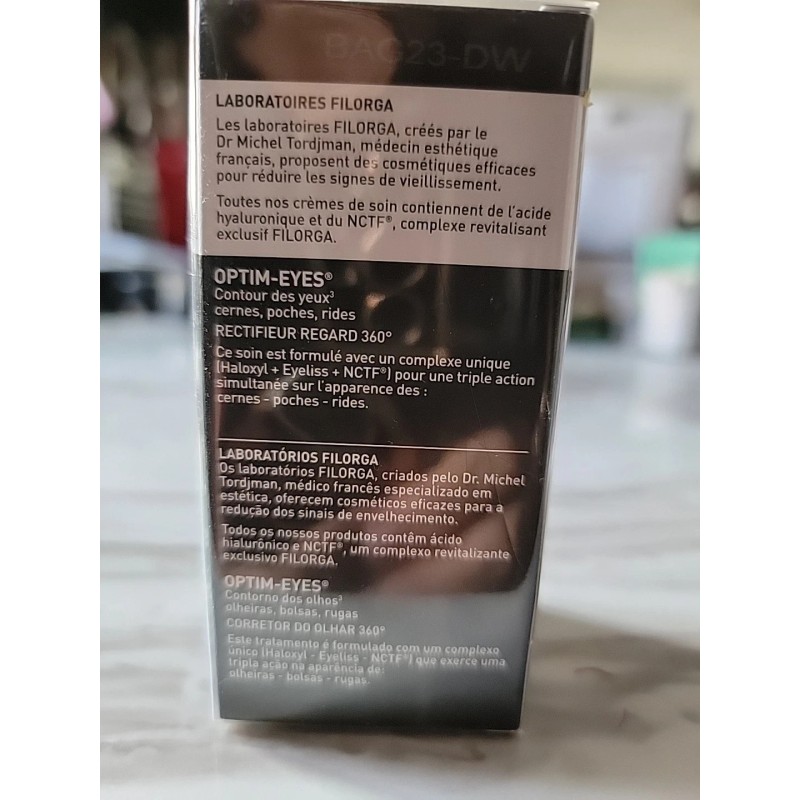 BAG23-DW
LABORATOIRES FILORGA
Les laboratoires FILORGA, créés par le
Dr Michel Tordjman, médecin esthétique
français, proposent des cosmétiques efficaces
pour réduire les signes de vieillissement.
Toutes nos crèmes de soin contiennent de l'acide
hyaluronique et du NCTF®, complexe revitalisant
exclusif FILORGA.
OPTIM-EYES®
Contour des yeux³
cernes, poches, rides
RECTIFIEUR REGARD 360°
Ce soin est formulé avec un complexe unique
(Haloxyl + Eyeliss + NCTF®) pour une triple action
simultanée sur l'apparence des :
cernes - poches - rides.
LABORATÓRIOS FILORGA
Os laboratórios FILORGA, criados pelo Dr. Michel
Tordjman, médico francês especializado em
estética, oferecem cosméticos eficazes para a
redução dos sinais de envelhecimento.
Todos os nossos produtos contêm ácido
hialurônico e NCTF®, um complexo revitalizante
exclusivo FILORGA.
OPTIM-EYES®
Contorno dos olhos³
olheiras, bolsas, rugas
CORRETOR DO OLHAR 360°
Este tratamento é formulado com um complexo
único (Haloxyl - Eyeliss - NCTF®) que exerce uma
tripla ação na aparência de:
olheiras - bolsas - rugas.